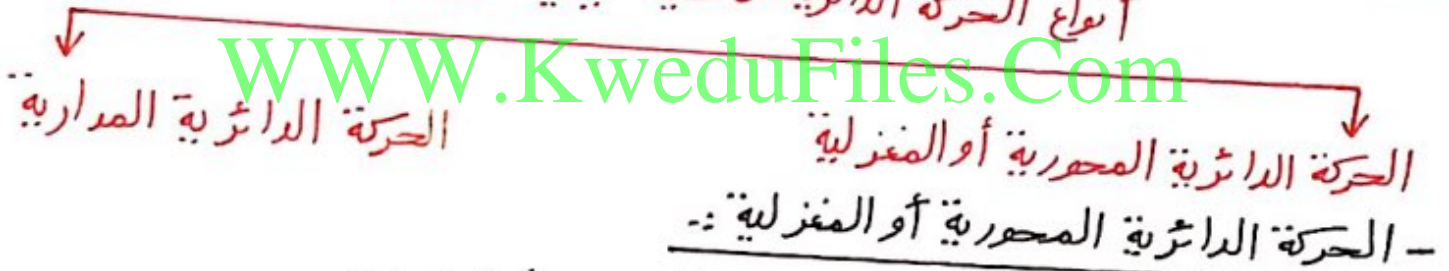 أنواع الحركة الدائرية
WWW.KweduFiles.Com
الحركة الدائرية المحورية أو المغزلية
الحركة الدائرية المدارية
- الحركة الدائرية المحورية أو المغزلية :-